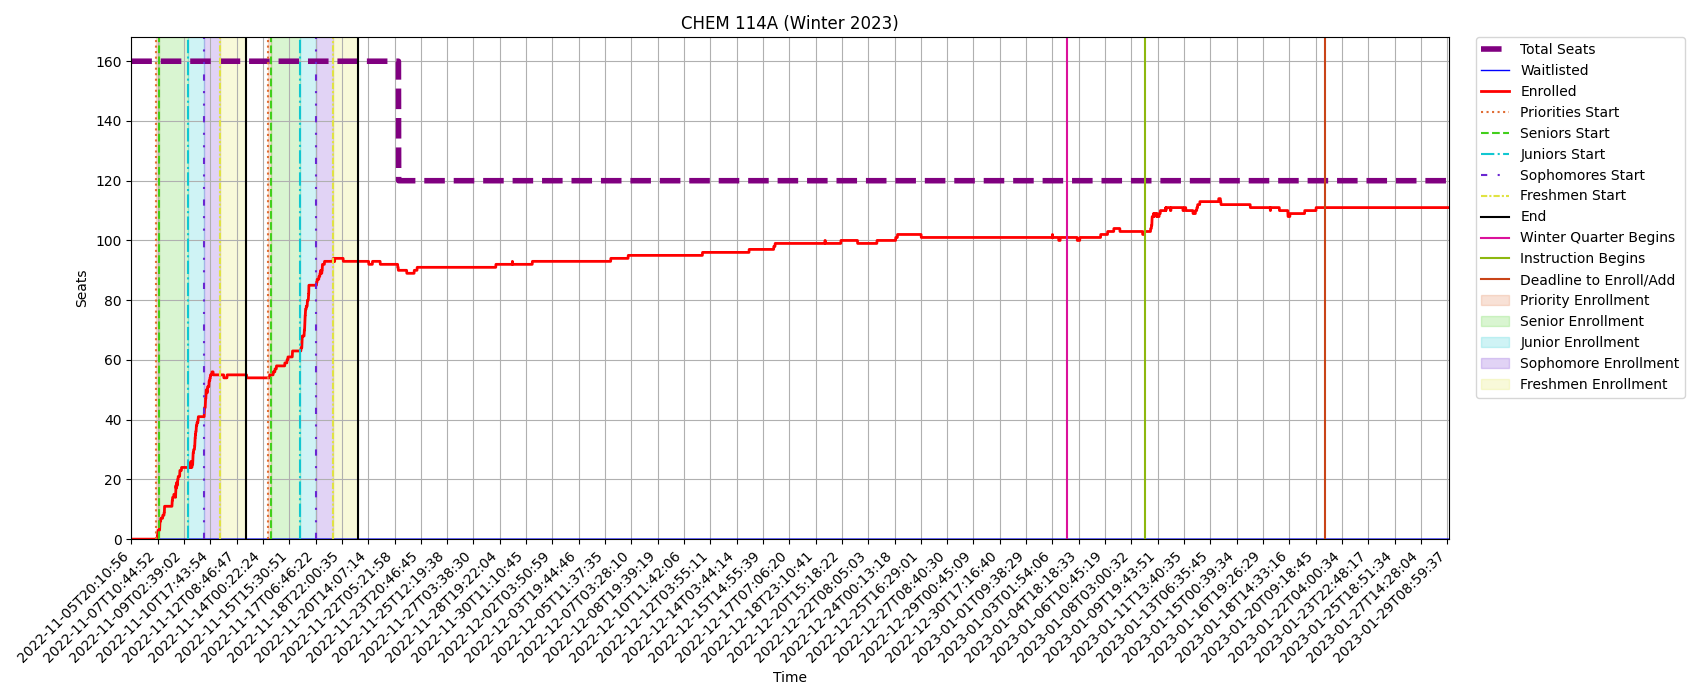 CHEM 114A (Winter 2023)
Seats
160
140
120
100
80
60
40
20
0
2022-11-05T20:10:56
2022-11-07T10:44:52
2022-11-09T02:39:02
2022-11-10T17:43:54
2022-11-12T08:46:47
2022-11-14T00:22:24
2022-11-15T15:30:51
2022-11-17T06:46:22
2022-11-18T22:00:35
2022-11-20T14:07:14
2022-11-22T05:21:58
2022-11-23T20:46:45
2022-11-25T12:19:38
2022-11-27T03:38:30
2022-11-28T19:22:04
2022-11-30T11:10:45
2022-12-02T03:50:59
2022-12-03T19:44:46
2022-12-05T11:37:35
2022-12-07T03:28:10
2022-12-08T19:39:19
2022-12-10T11:42:06
2022-12-12T03:55:11
2022-12-14T03:44:14
2022-12-15T14:55:39
2022-12-17T07:06:20
2022-12-18T23:10:41
2022-12-20T15:18:22
2022-12-22T08:05:03
2022-12-24T00:13:18
2022-12-25T16:29:01
2022-12-27T08:40:30
2022-12-29T00:45:09
2022-12-30T17:16:40
2023-01-01T09:38:29
2023-01-03T01:54:06
2023-01-04T18:18:33
2023-01-06T10:45:19
2023-01-08T03:00:32
2023-01-09T19:43:51
2023-01-11T13:40:35
2023-01-13T06:35:45
2023-01-15T00:39:34
2023-01-16T19:26:29
2023-01-18T14:33:16
2023-01-20T09:18:45
2023-01-22T04:00:34
2023-01-23T22:48:17
2023-01-25T18:51:34
2023-01-27T14:28:04
2023-01-29T08:59:37
Time
Total Seats
Waitlisted
Enrolled
Priorities Start
Seniors Start
Juniors Start
Sophomores Start
Freshmen Start
End
Winter Quarter Begins
Instruction Begins
Deadline to Enroll/Add
Priority Enrollment
Senior Enrollment
Junior Enrollment
Sophomore Enrollment
Freshmen Enrollment